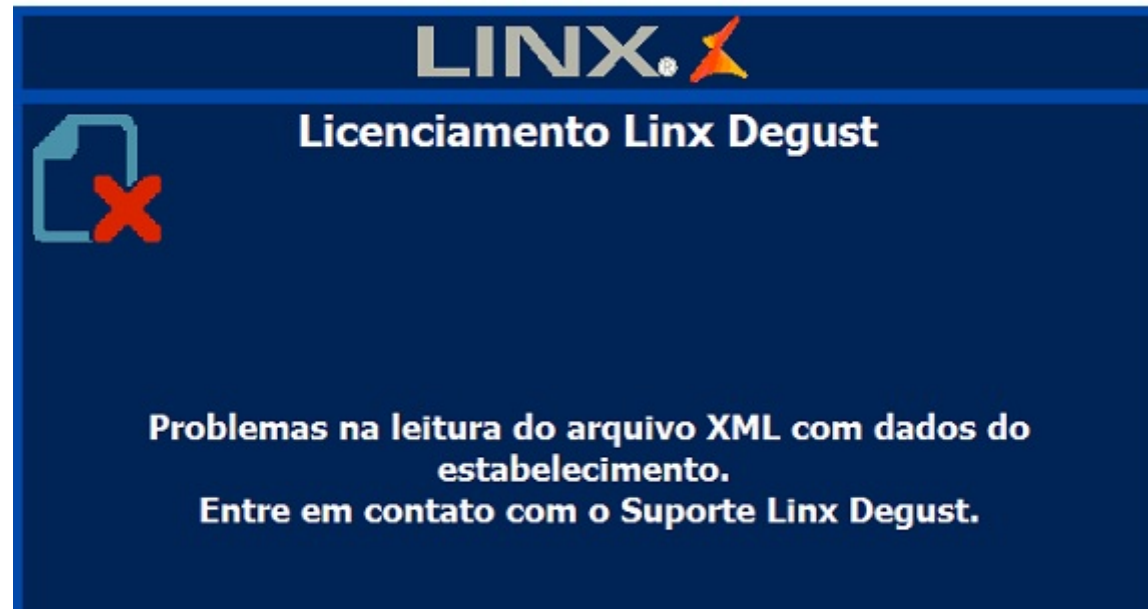 LINX.®
Licenciamento Linx Degust
Problemas na leitura do arquivo XML com dados do
estabelecimento.
Entre em contato com o Suporte Linx Degust.